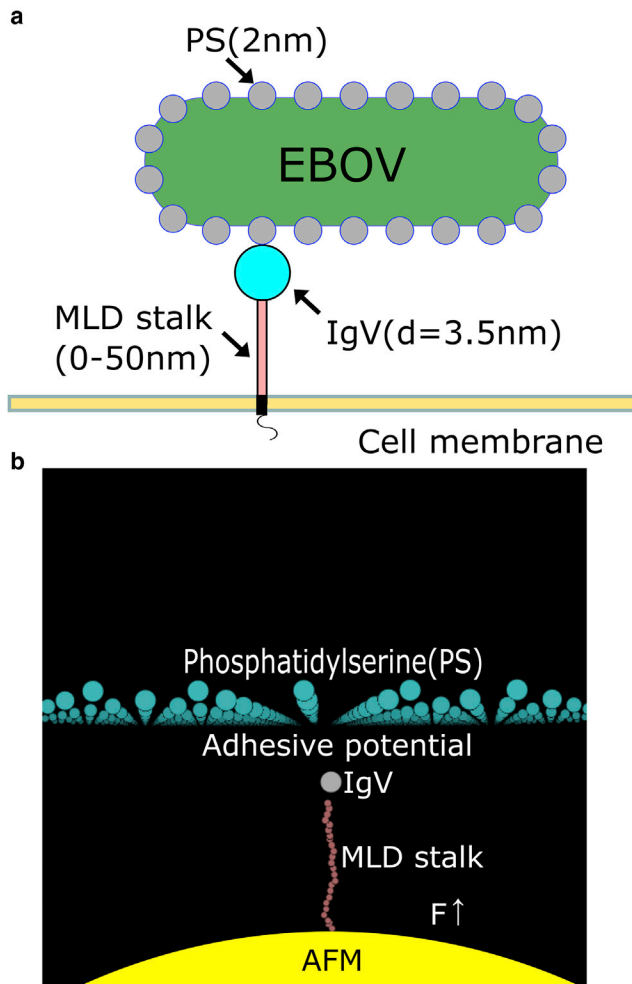 a
PS(2nm)
EBOV
MLD stalk
(0-50nm)
IgV(d=3.5nm)
Cell membrane
b
Phosphatidylserine(PS)
Adhesive potential
IgV
MLD stalk
F↑
AFM